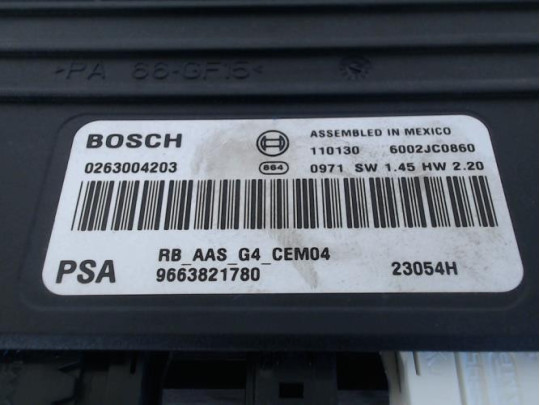 >PA 66-GF15<
BOSCH ASSEMBLED IN MEXICO
110130 6002JC0860
0263004203 864 0971 SW 1.45 HW 2.20
RB_AAS_G4_CEM04
PSA 9663821780 23054H